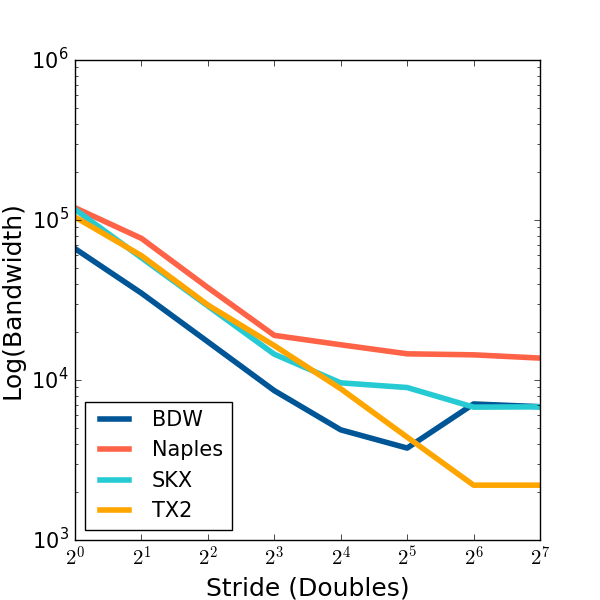 Log(Bandwidth)
10^6
10^5
10^4
10^3
BDW
Naples
SKX
TX2
2^0 2^1 2^2 2^3 2^4 2^5 2^6 2^7
Stride (Doubles)